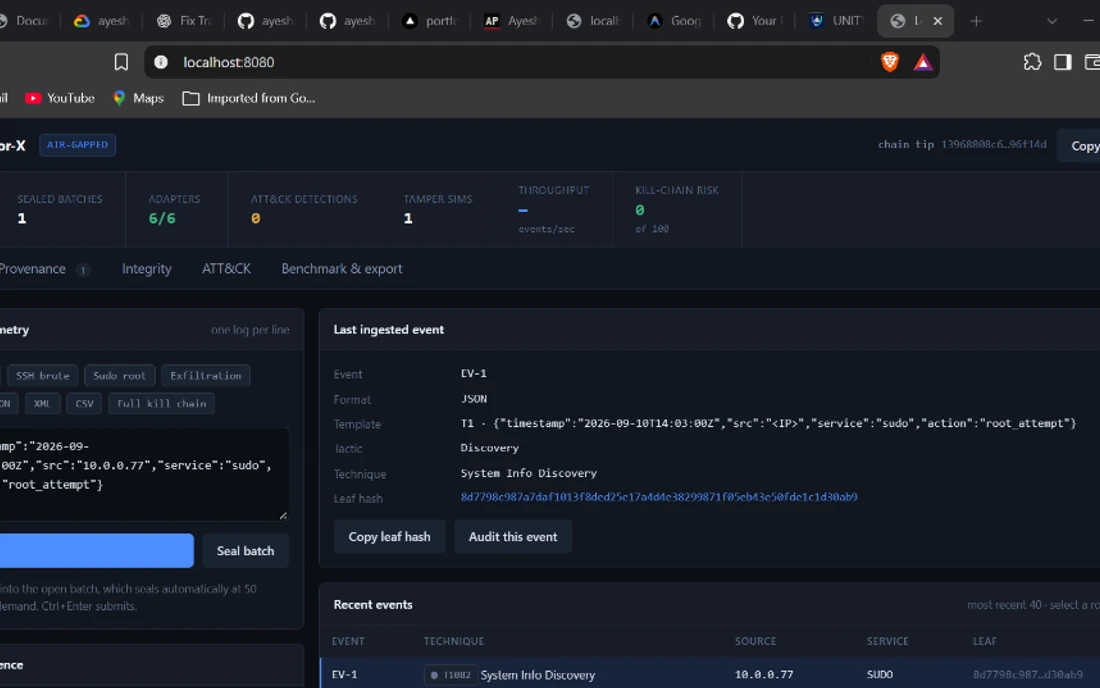 Docu ayesh Fix Tra ayesh ayesh portfo AP Ayesh localh Goog Your UNIT L
localhost:8080
il YouTube Maps Imported from Go...
or-X AIR-GAPPED chain tip 13968808c6…96f14d Copy
SEALED BATCHES ADAPTERS ATT&CK DETECTIONS TAMPER SIMS THROUGHPUT KILL-CHAIN RISK
1 6/6 0 1 – 0
events/sec of 100
Provenance 1 Integrity ATT&CK Benchmark & export
metry one log per line
SSH brute Sudo root Exfiltration
ON XML CSV Full kill chain
mp":"2026-09-
00Z","src":"10.0.0.77","service":"sudo",
"root_attempt"}
Seal batch
into the open batch, which seals automatically at 50
demand. Ctrl+Enter submits.
ence
Last ingested event
Event EV-1
Format JSON
Template T1 · {"timestamp":"2026-09-10T14:03:00Z","src":"<IP>","service":"sudo","action":"root_attempt"}
Tactic Discovery
Technique System Info Discovery
Leaf hash 8d7798c987a7daf1013f8ded25e17a4d4e38299871f05eb43e50fde1c1d30ab9
Copy leaf hash Audit this event
Recent events most recent 40 · select a ro
EVENT TECHNIQUE SOURCE SERVICE LEAF
EV-1 T1082 System Info Discovery 10.0.0.77 SUDO 8d7798c987…d30ab9